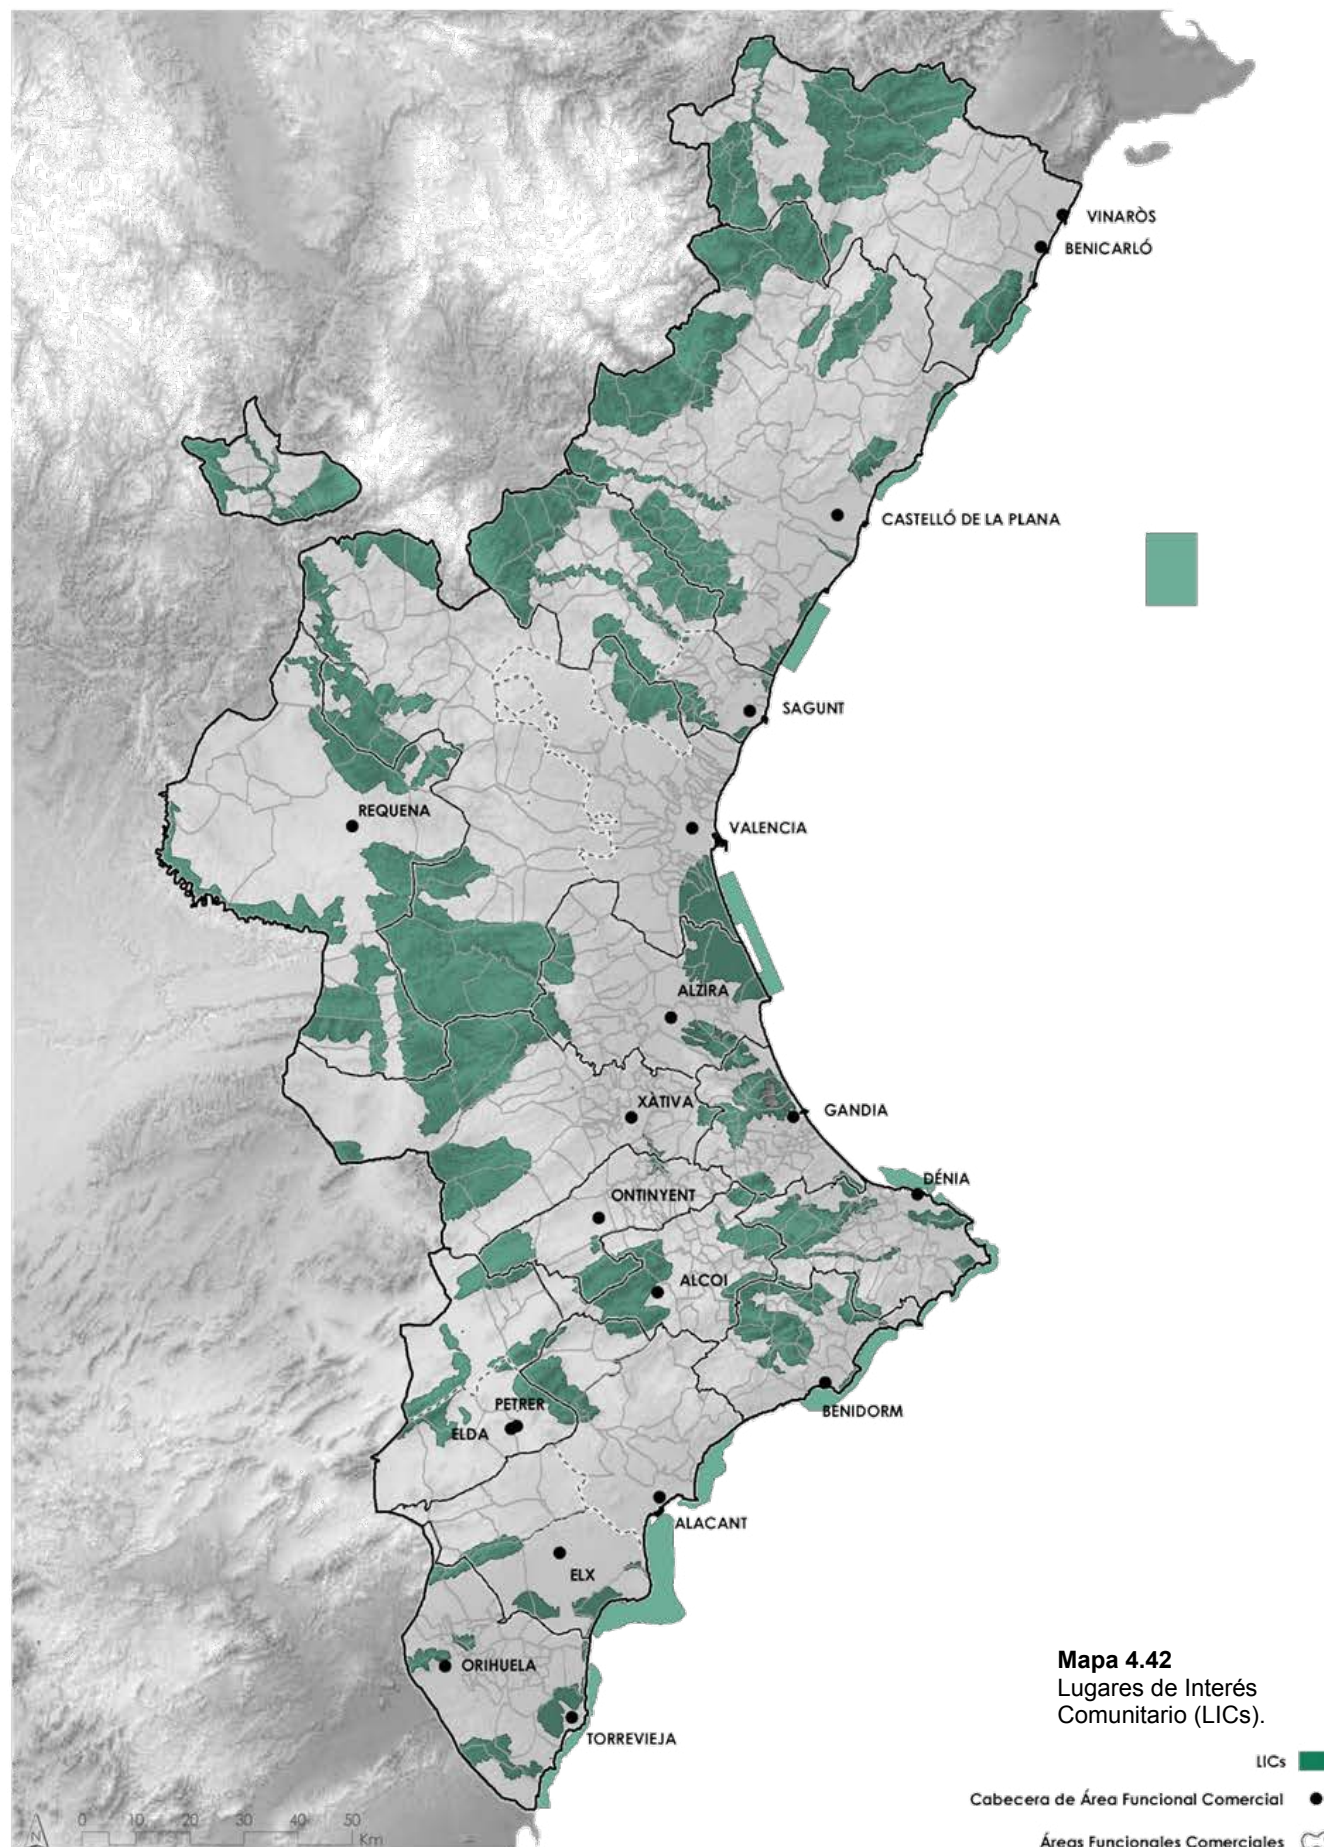 VINARÒS
BENICARLÓ
CASTELLÓ DE LA PLANA
SAGUNT
REQUENA
VALENCIA
ALZIRA
XÀTIVA
GANDIA
DÉNIA
ONTINYENT
ALCOI
PETRER
BENIDORM
ELDA
ALACANT
ELX
ORIHUELA
TORREVIEJA
Mapa 4.42
Lugares de Interés
Comunitario (LICs).
LICs
Cabecera de Área Funcional Comercial
Áreas Funcionales Comerciales
N
0 10 20 30 40 50
Km